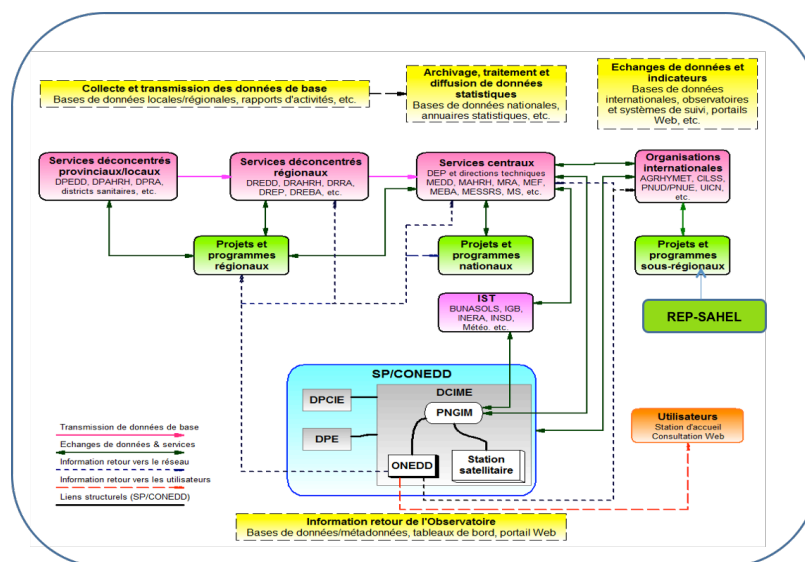 Collecte et transmission des données de base
Bases de données locales/régionales, rapports d'activités, etc.
Archivage, traitement et
diffusion de données
statistiques
Bases de données nationales,
annuaires statistiques, etc.
Echanges de données et
indicateurs
Bases de données
internationales, observatoires
et systèmes de suivi, portails
Web, etc.
Services déconcentrés
provinciaux/locaux
DPEDD, DPAHRH, DPRA,
districts sanitaires, etc.
Services déconcentrés
régionaux
DREDD, DRAHRH, DRRA,
DREP, DREBA, etc.
Services centraux
DEP et directions techniques
MEDD, MAHRH, MRA, MEF,
MEBA, MESSRS, MS, etc.
Organisations
internationales
AGRHYMET, CILSS,
PNUD/PNUE, UICN,
etc.
Projets et
programmes
régionaux
Projets et
programmes
nationaux
Projets et
programmes
sous-régionaux
IST
BUNASOLS, IGB,
INERA, INSD,
Météo. etc.
REP-SAHEL
SP/CONEDD
DCIME
DPCIE
PNGIM
DPE
ONEDD
Station
satellitaire
Utilisateurs
Station d'accueil
Consultation Web
Transmission de données de base
Echanges de données & services
Information retour vers le réseau
Information retour vers les utilisateurs
Liens structurels (SP/CONEDD)
Information retour de l'Observatoire
Bases de données/métadonnées, tableaux de bord, portail Web